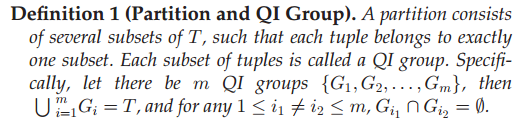 Definition 1 (Partition and QI Group). A partition consists
of several subsets of T, such that each tuple belongs to exactly
one subset. Each subset of tuples is called a QI group. Specifi-
cally, let there be m QI groups {G₁, G₂, . . . , Gₘ}, then
⋃ᵐᵢ₌₁ Gᵢ = T, and for any 1 ≤ i₁ ≠ i₂ ≤ m, Gᵢ₁ ∩ Gᵢ₂ = ∅.